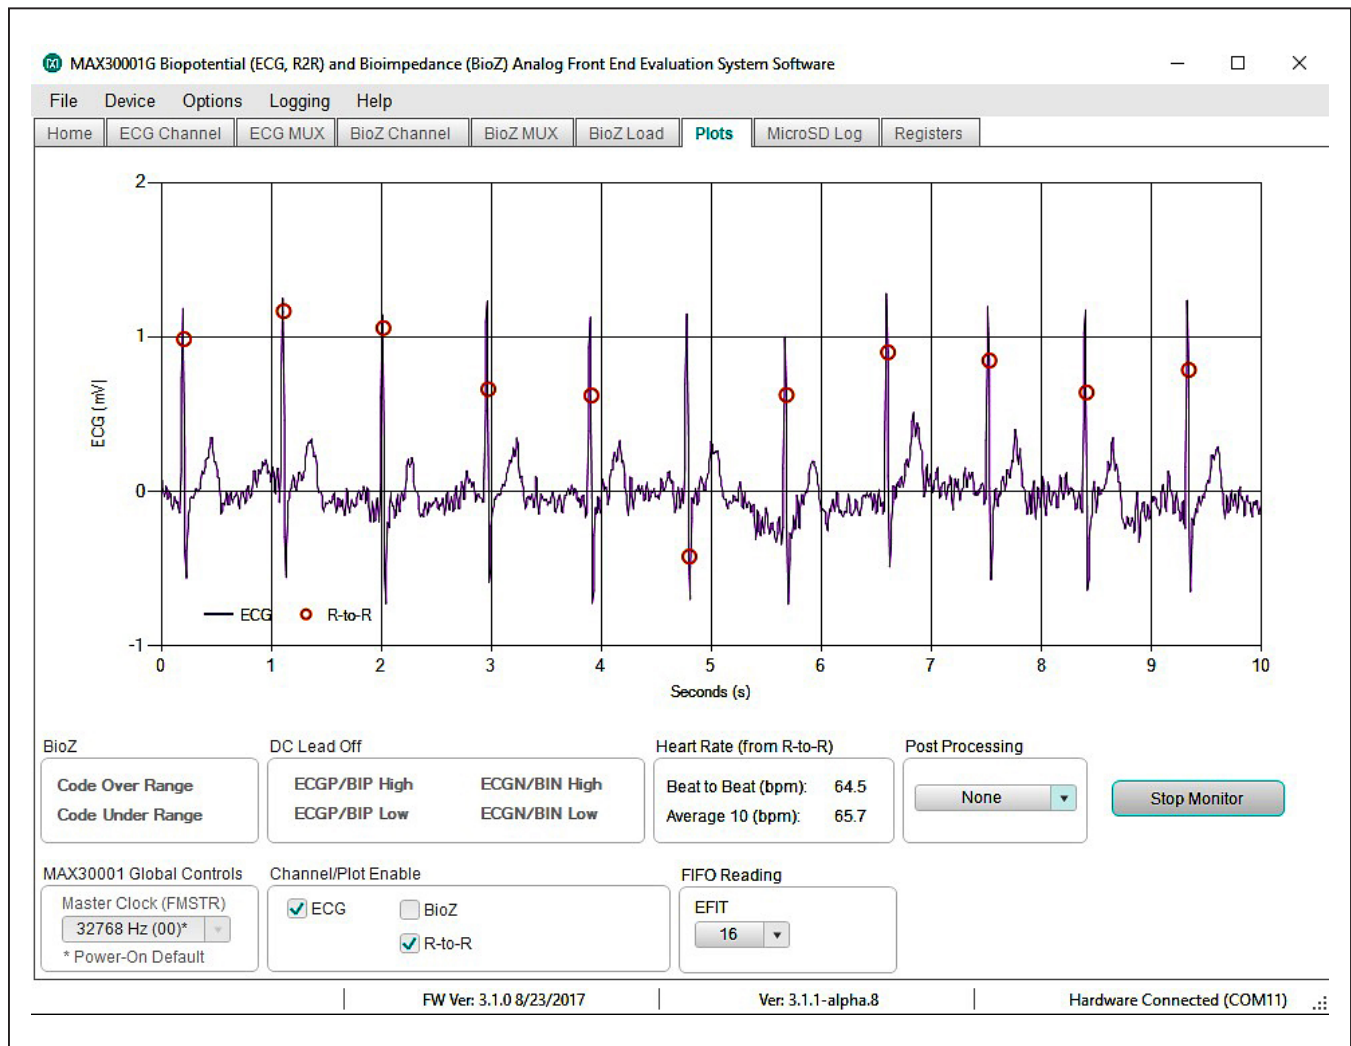 MAX30001G Biopotential (ECG, R2R) and Bioimpedance (BioZ) Analog Front End Evaluation System Software
File Device Options Logging Help
Home ECG Channel ECG MUX BioZ Channel BioZ MUX BioZ Load Plots MicroSD Log Registers
2
1
0
-1
ECG (mV)
ECG R-to-R
0 1 2 3 4 5 6 7 8 9 10
Seconds (s)
BioZ
Code Over Range
Code Under Range
DC Lead Off
ECGP/BIP High ECGN/BIN High
ECGP/BIP Low ECGN/BIN Low
Heart Rate (from R-to-R)
Beat to Beat (bpm): 64.5
Average 10 (bpm): 65.7
Post Processing
None
Stop Monitor
MAX30001 Global Controls
Master Clock (FMSTR)
32768 Hz (00)*
* Power-On Default
Channel/Plot Enable
ECG BioZ
R-to-R
FIFO Reading
EFIT
16
FW Ver: 3.1.0 8/23/2017 Ver: 3.1.1-alpha.8 Hardware Connected (COM11)